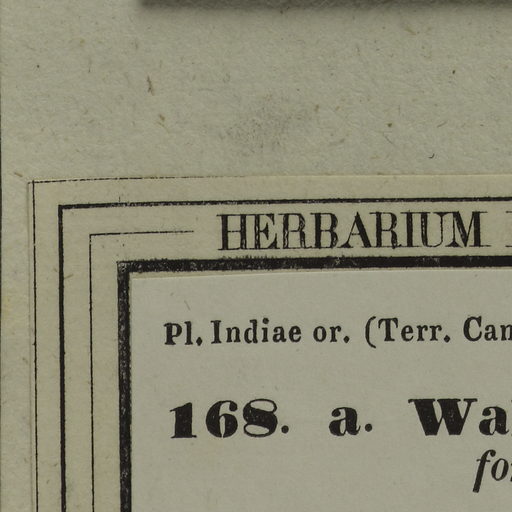 HERBARIUM
Pl. Indiae or. (Terr. Can
168. a. Wa
fo